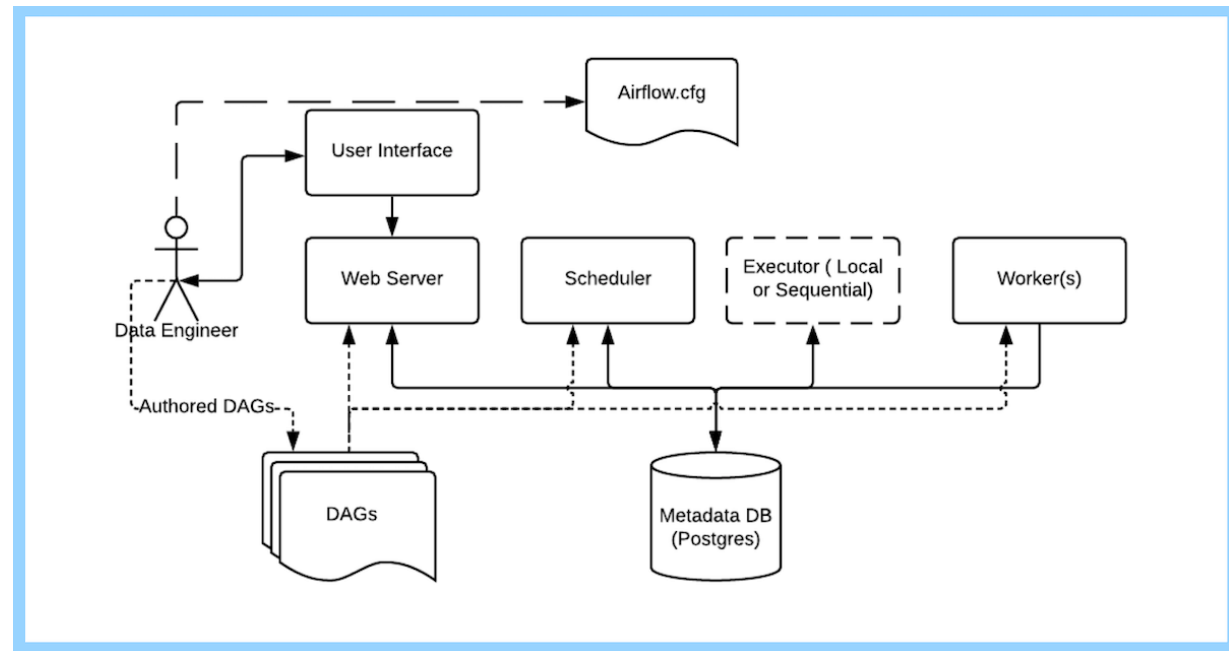 Airflow.cfg
User Interface
Web Server
Scheduler
Executor ( Local
or Sequential)
Worker(s)
Data Engineer
Authored DAGs
DAGs
Metadata DB
(Postgres)